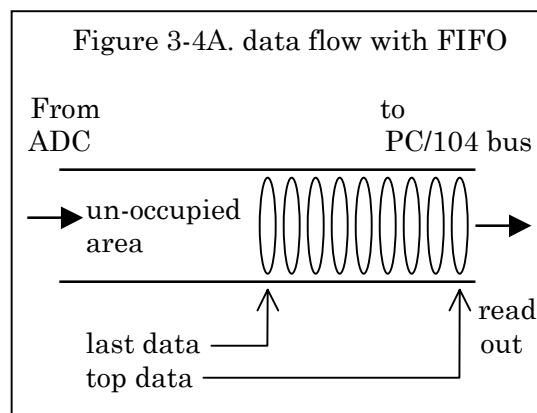 Figure 3-4A. data flow with FIFO
From to
ADC PC/104 bus
un-occupied
area
read
last data out
top data